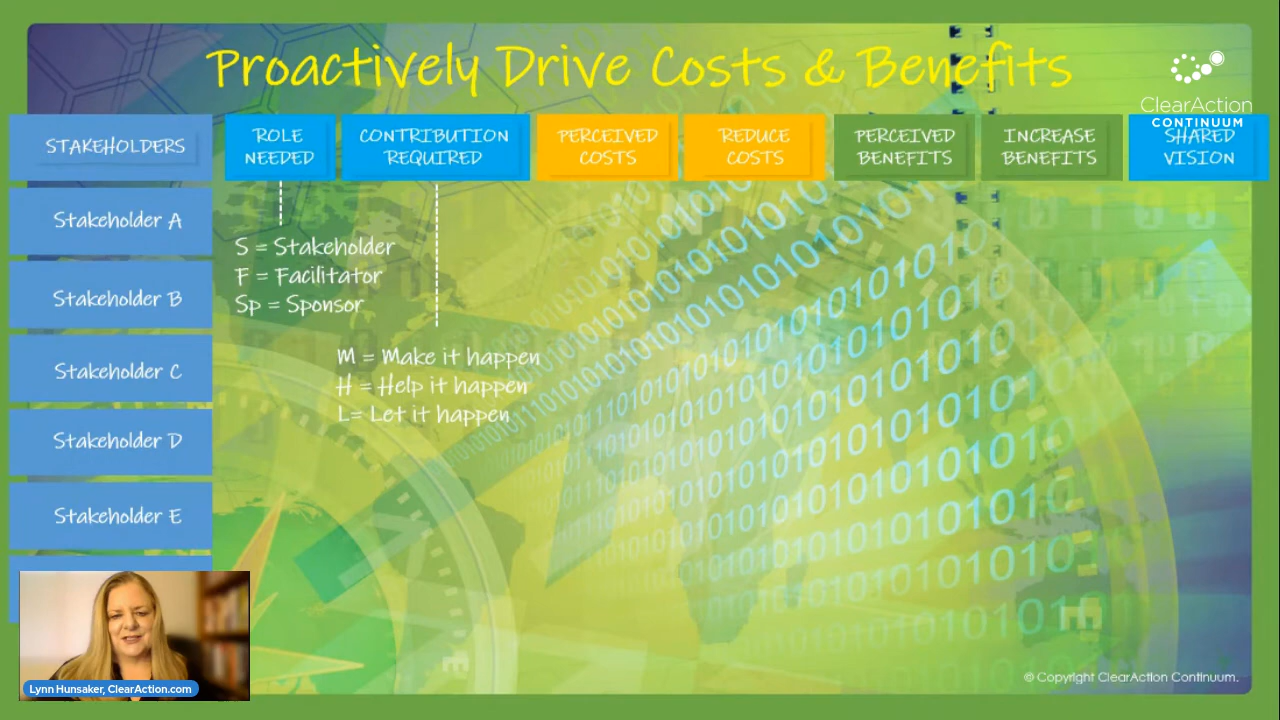 Proactively Drive Costs & Benefits
ClearAction
CONTINUUM
STAKEHOLDERS
ROLE
NEEDED
CONTRIBUTION
REQUIRED
PERCEIVED
COSTS
REDUCE
COSTS
PERCEIVED
BENEFITS
INCREASE
BENEFITS
SHARED
VISION
Stakeholder A
Stakeholder B
Stakeholder C
Stakeholder D
Stakeholder E
S = Stakeholder
F = Facilitator
Sp = Sponsor
M = Make it happen
H = Help it happen
L= Let it happen
Lynn Hunsaker, ClearAction.com
© Copyright ClearAction Continuum.